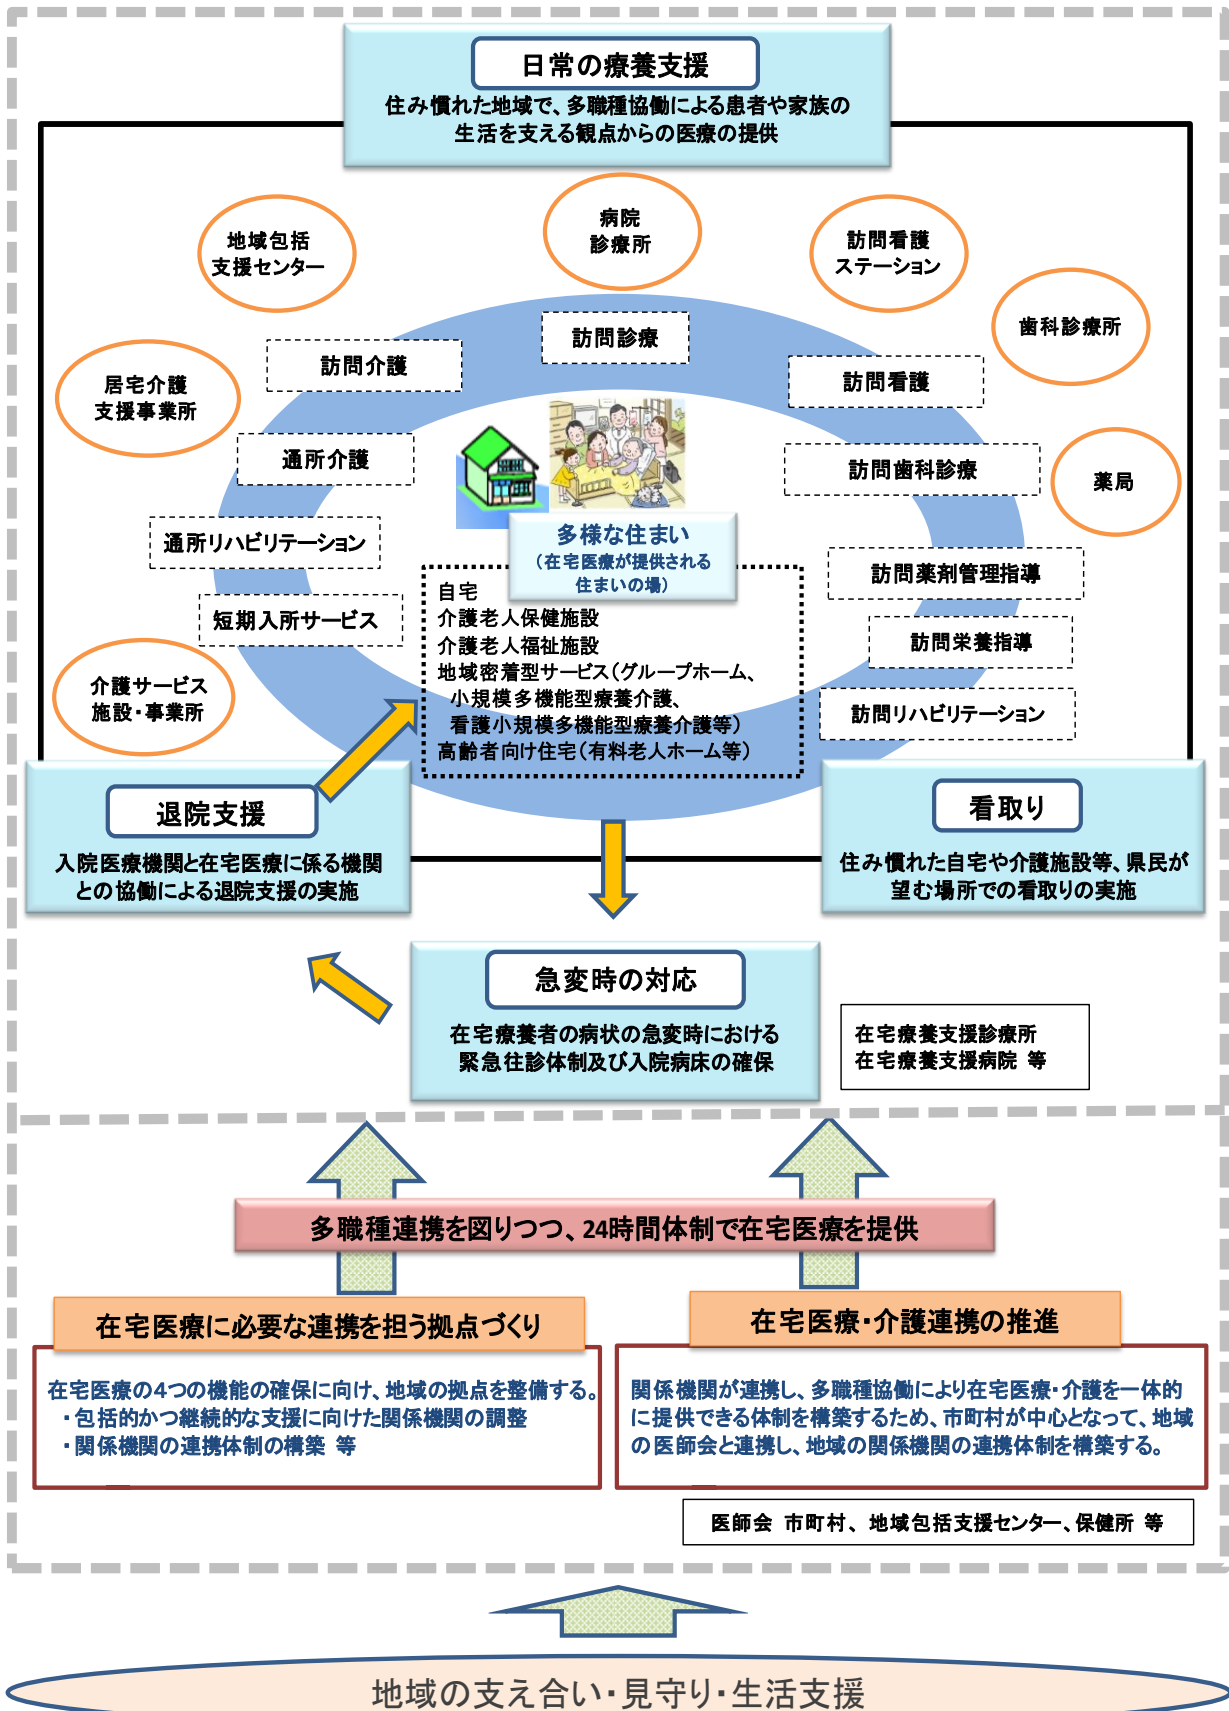 日常の療養支援
住み慣れた地域で、多職種協働による患者や家族の
生活を支える観点からの医療の提供
病院
診療所
地域包括
支援センター
訪問看護
ステーション
歯科診療所
居宅介護
支援事業所
薬局
介護サービス
施設・事業所
訪問診療
訪問介護
訪問看護
通所介護
訪問歯科診療
通所リハビリテーション
訪問薬剤管理指導
短期入所サービス
訪問栄養指導
訪問リハビリテーション
多様な住まい
（在宅医療が提供される
住まいの場）
自宅
介護老人保健施設
介護老人福祉施設
地域密着型サービス（グループホーム、
小規模多機能型療養介護、
看護小規模多機能型療養介護等）
高齢者向け住宅（有料老人ホーム等）
退院支援
入院医療機関と在宅医療に係る機関
との協働による退院支援の実施
看取り
住み慣れた自宅や介護施設等、県民が
望む場所での看取りの実施
急変時の対応
在宅療養者の病状の急変時における
緊急往診体制及び入院病床の確保
在宅療養支援診療所
在宅療養支援病院 等
多職種連携を図りつつ、24時間体制で在宅医療を提供
在宅医療に必要な連携を担う拠点づくり
在宅医療の4つの機能の確保に向け、地域の拠点を整備する。
・包括的かつ継続的な支援に向けた関係機関の調整
・関係機関の連携体制の構築 等
在宅医療・介護連携の推進
関係機関が連携し、多職種協働により在宅医療・介護を一体的
に提供できる体制を構築するため、市町村が中心となって、地域
の医師会と連携し、地域の関係機関の連携体制を構築する。
医師会 市町村、地域包括支援センター、保健所 等
地域の支え合い・見守り・生活支援